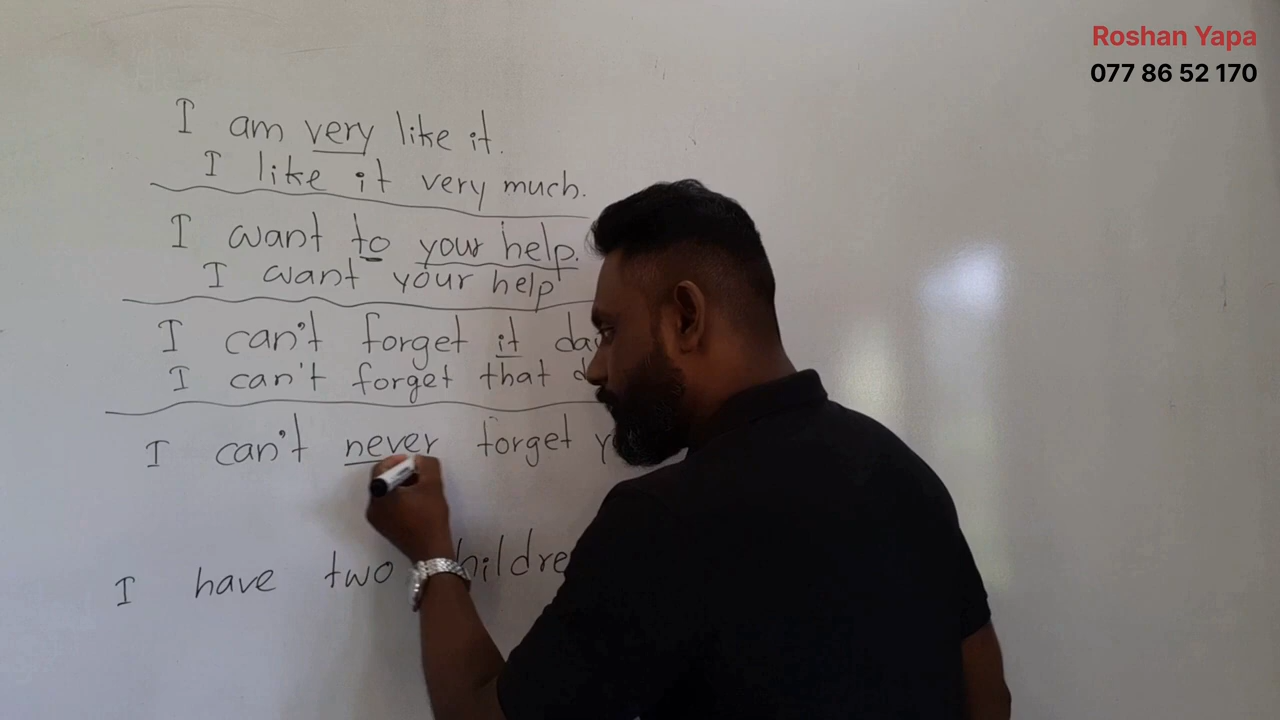 Roshan Yapa
077 86 52 170
I am very like it.
I like it very much.
I want to your help.
I want your help
I can't forget it
I can't forget that
I can't never forget
I have two